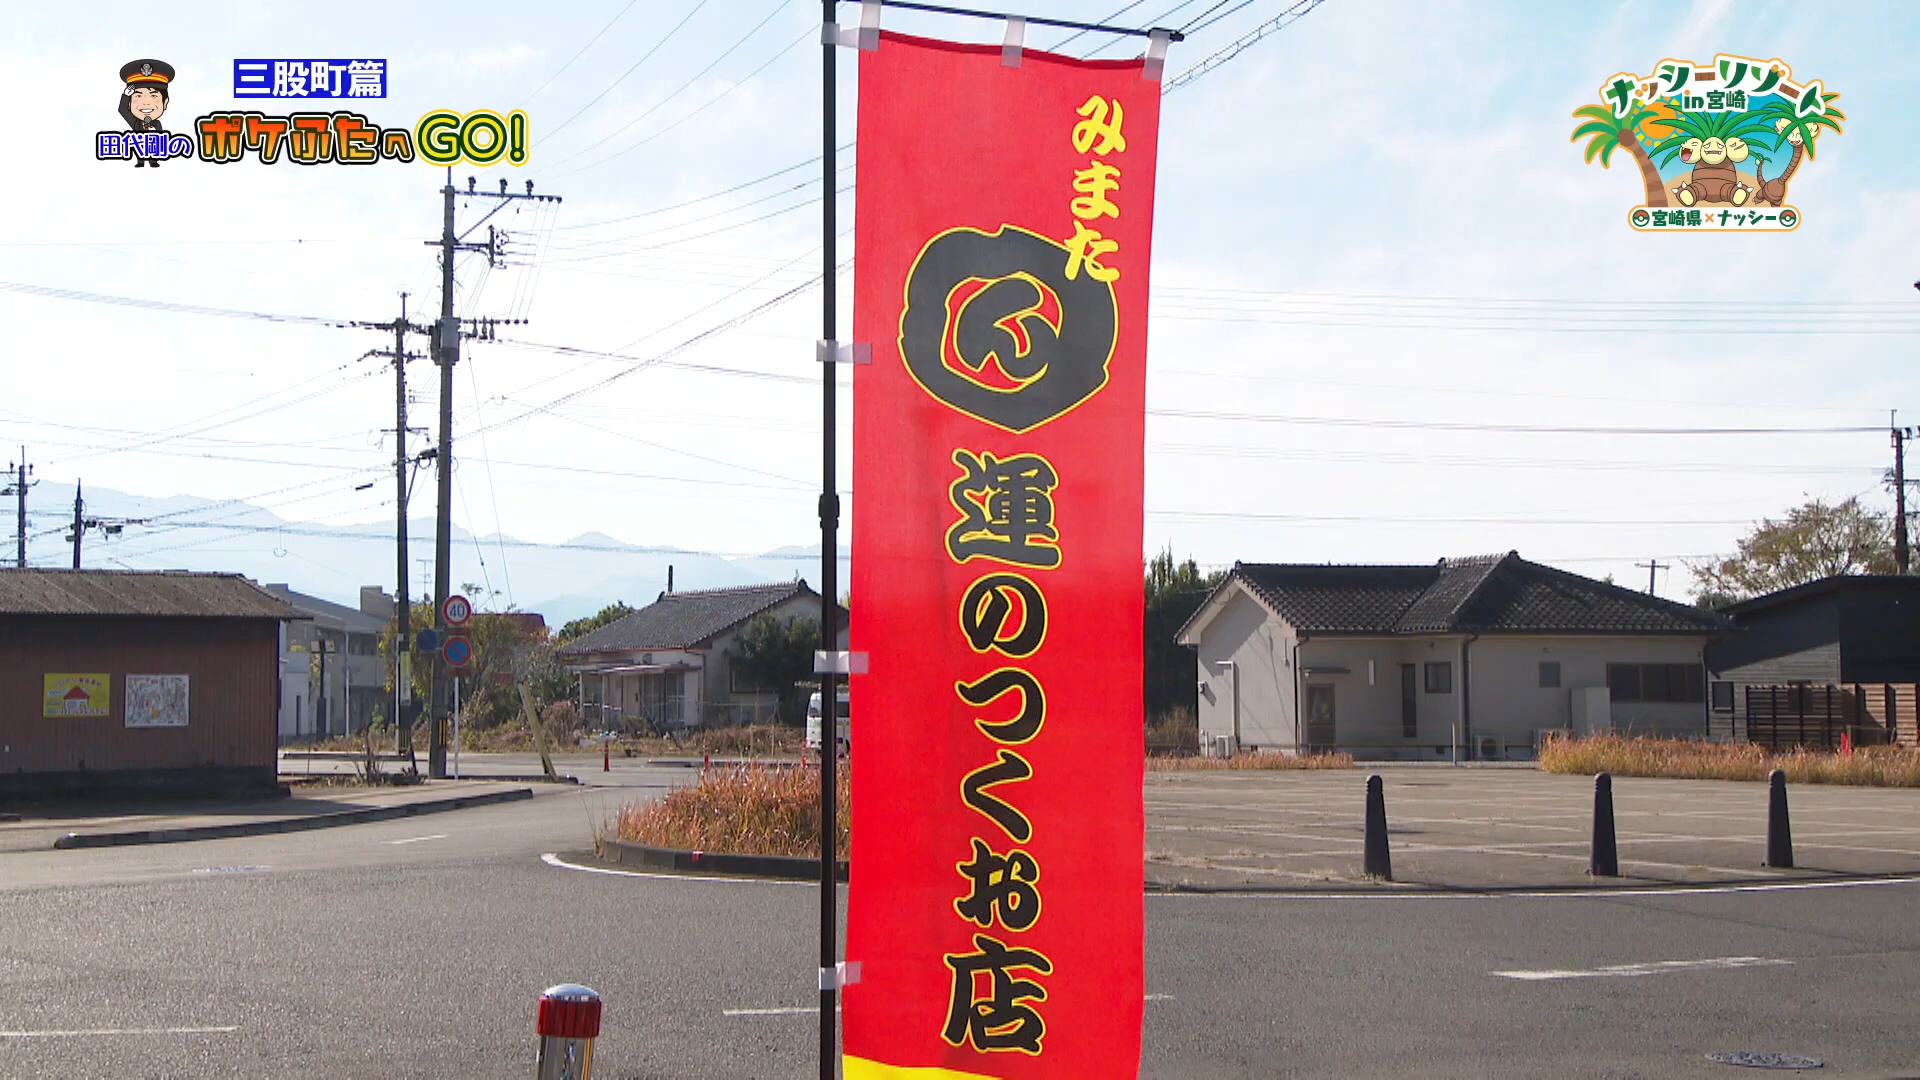 三股町篇
田代剛の ポケふたへGO!
ナッシーリゾート
in宮崎
宮崎県×ナッシー
みまた
ん
運のつくお店
40